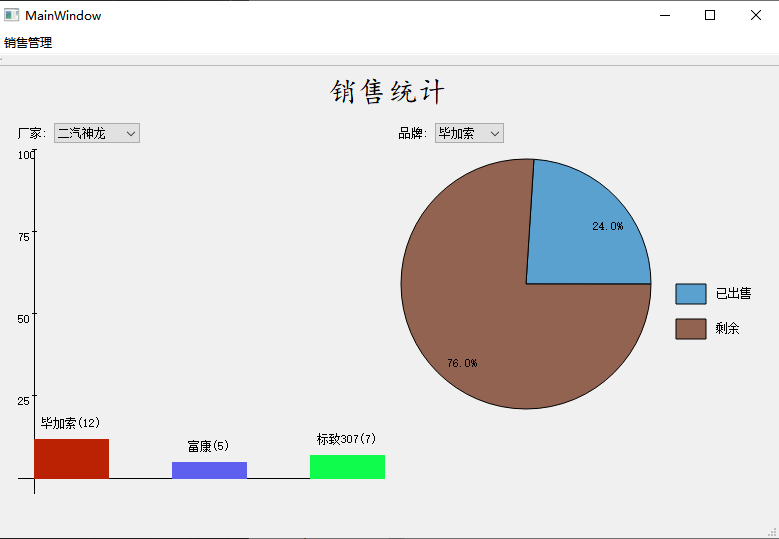 MainWindow
销售管理
销售统计
厂家: 二汽神龙
品牌: 毕加索
100
75
50
25
毕加索(12)
富康(5)
标致307(7)
24.0%
76.0%
已出售
剩余